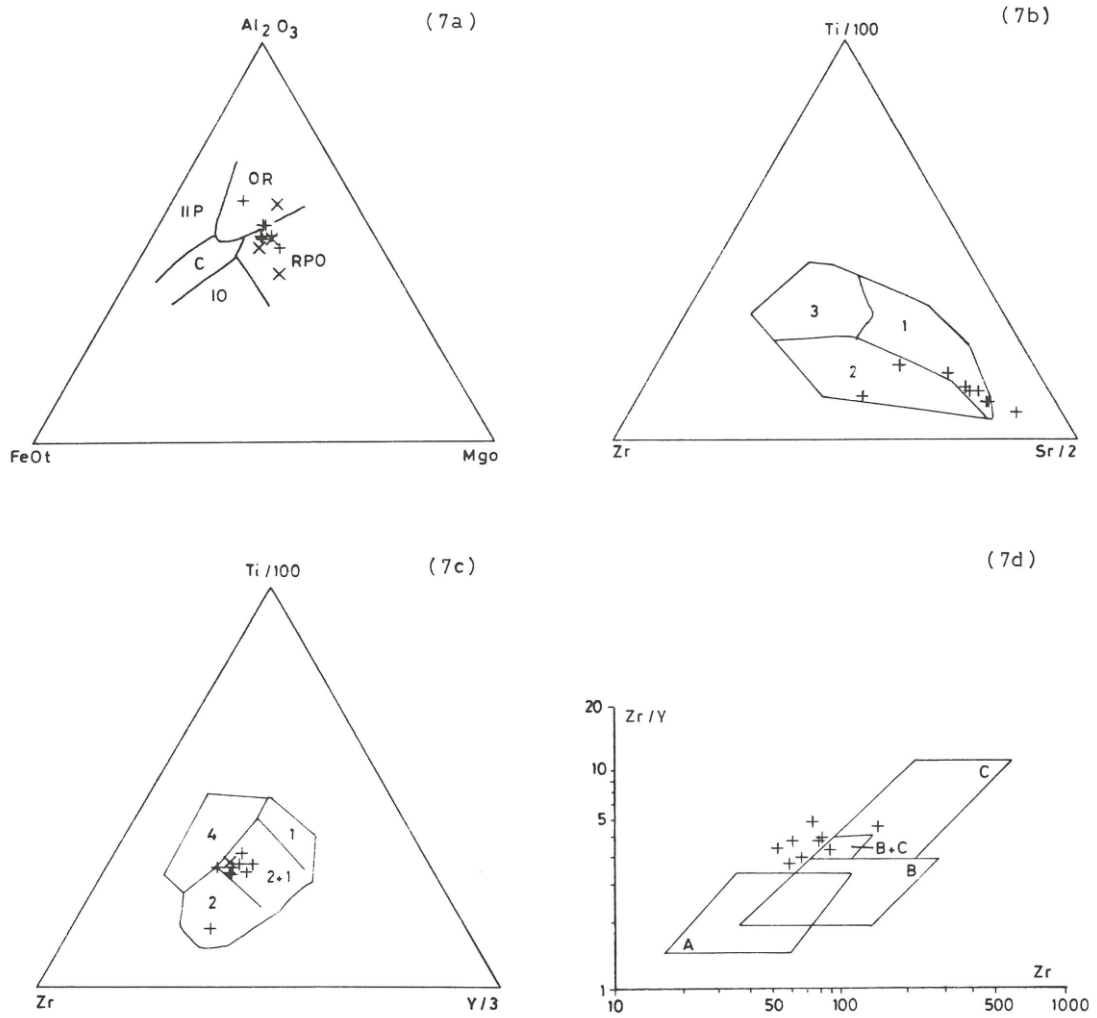 (7a)
Al2O3
OR
IIP
C
RPO
IO
FeOt
Mgo
(7b)
Ti/100
3
1
2
Zr
Sr/2
(7c)
Ti/100
4
1
2+1
2
Zr
Y/3
(7d)
20
Zr/Y
10
C
5
B+C
B
A
Zr
1
10
50
100
500
1000